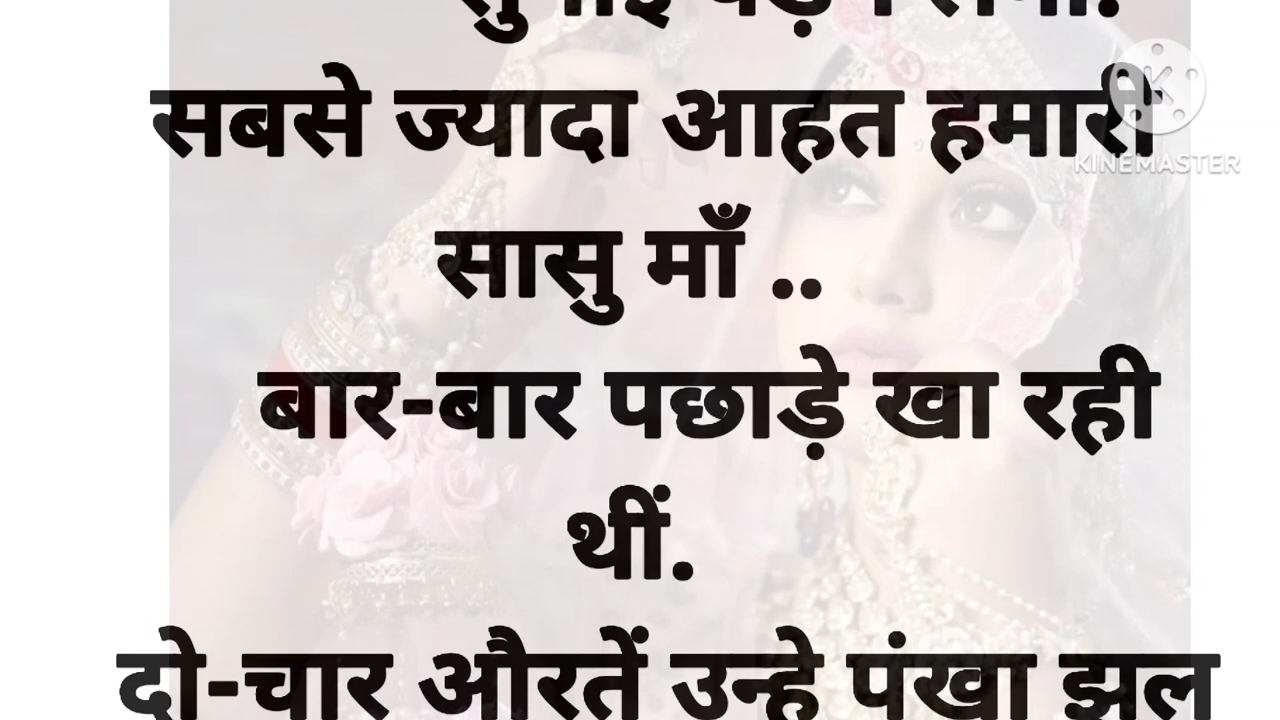 सबसे ज्यादा आहत हमारी
सासु माँ ..
बार-बार पछाड़े खा रही
थीं.
दो-चार औरतें उन्हे पंखा झल
KINEMASTER